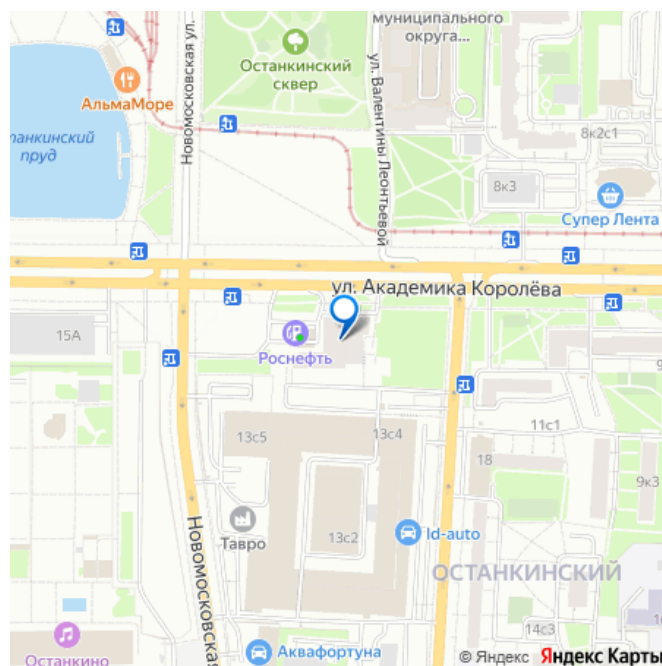 муниципального
округа...
Останкинский
сквер
Новомосковская ул.
АльмаМоре
ул. Валентины Леонтьевой
8к2с1
пруд
8к3
Супер Лента
ул. Академика Королёва
15А
Роснефть
11с1
13с5
13с4
18
9к3
Новомосковская
13с2
Id-auto
Тавро
ОСТАНКИНСКИЙ
14с3
Останкино
Аквафортуна
© Яндекс Яндекс Карты